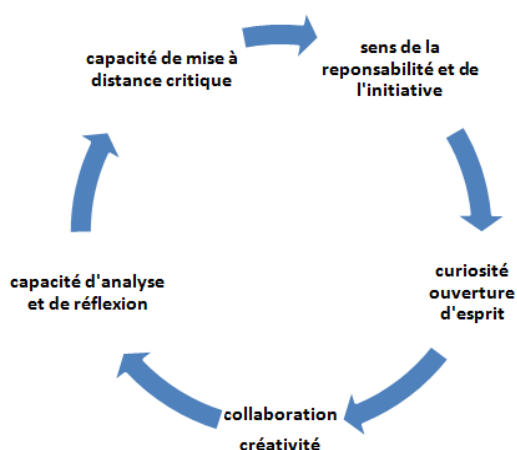 capacité de mise à
distance critique
sens de la
reponsabilité et de
l'initiative
curiosité
ouverture
d'esprit
collaboration
créativité
capacité d'analyse
et de réflexion